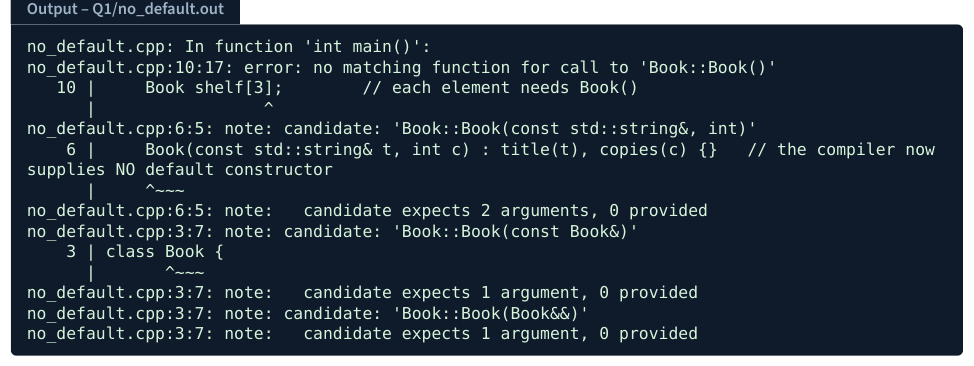 Output – Q1/no_default.out
no_default.cpp: In function 'int main()':
no_default.cpp:10:17: error: no matching function for call to 'Book::Book()'
   10 |     Book shelf[3];        // each element needs Book()
      |                 ^
no_default.cpp:6:5: note: candidate: 'Book::Book(const std::string&, int)'
    6 |     Book(const std::string& t, int c) : title(t), copies(c) {}   // the compiler now
supplies NO default constructor
      |     ^~~~
no_default.cpp:6:5: note:   candidate expects 2 arguments, 0 provided
no_default.cpp:3:7: note: candidate: 'Book::Book(const Book&)'
    3 | class Book {
      |       ^~~~
no_default.cpp:3:7: note:   candidate expects 1 argument, 0 provided
no_default.cpp:3:7: note: candidate: 'Book::Book(Book&&)'
no_default.cpp:3:7: note:   candidate expects 1 argument, 0 provided